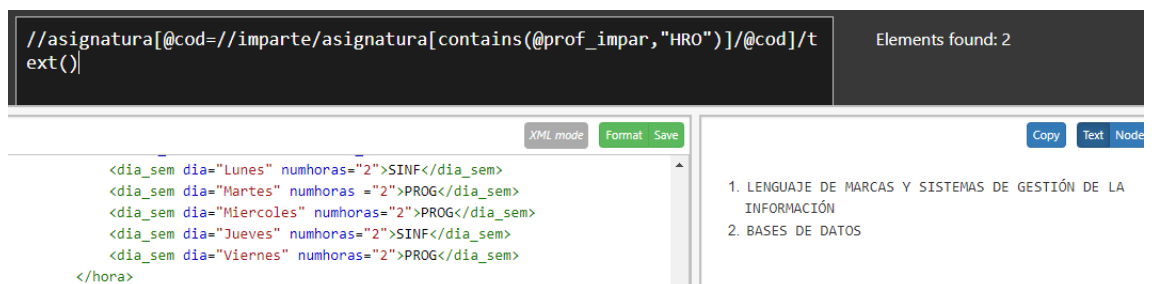 //asignatura[@cod=//imparte/asignatura[contains(@prof_impar,"HRO")]/@cod]/t
ext()
Elements found: 2
XML mode
Format
Save
Copy
Text
Node
<dia_sem dia="Lunes" numhoras="2">SINF</dia_sem>
<dia_sem dia="Martes" numhoras ="2">PROG</dia_sem>
<dia_sem dia="Miercoles" numhoras="2">PROG</dia_sem>
<dia_sem dia="Jueves" numhoras="2">SINF</dia_sem>
<dia_sem dia="Viernes" numhoras="2">PROG</dia_sem>
</hora>
1. LENGUAJE DE MARCAS Y SISTEMAS DE GESTIÓN DE LA
INFORMACIÓN
2. BASES DE DATOS